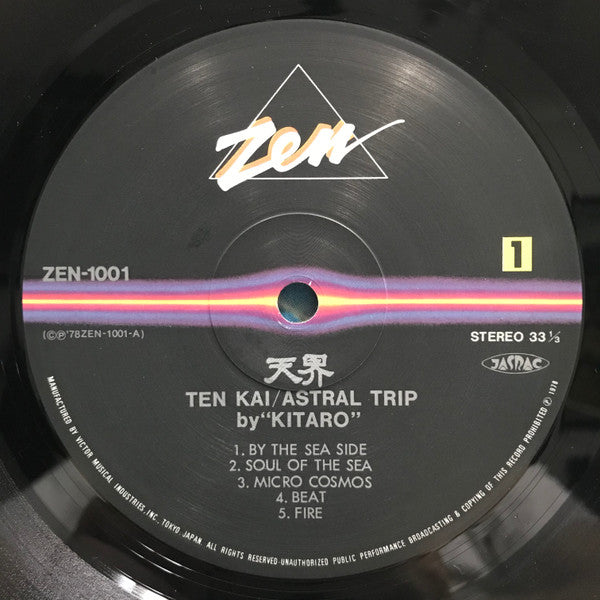 Zen
ZEN-1001
1
(©℗'78ZEN-1001-A)
STEREO 33 ⅓
JASRAC
天界
TEN KAI/ASTRAL TRIP
by"KITARO"
1. BY THE SEA SIDE
2. SOUL OF THE SEA
3. MICRO COSMOS
4. BEAT
5. FIRE
MANUFACTURED BY VICTOR MUSICAL INDUSTRIES, INC., TOKYO JAPAN ALL RIGHTS RESERVED·UNAUTHORIZED PUBLIC PERFORMANCE BROADCASTING & COPYING OF THIS RECORD PROHIBITED ℗ 1978